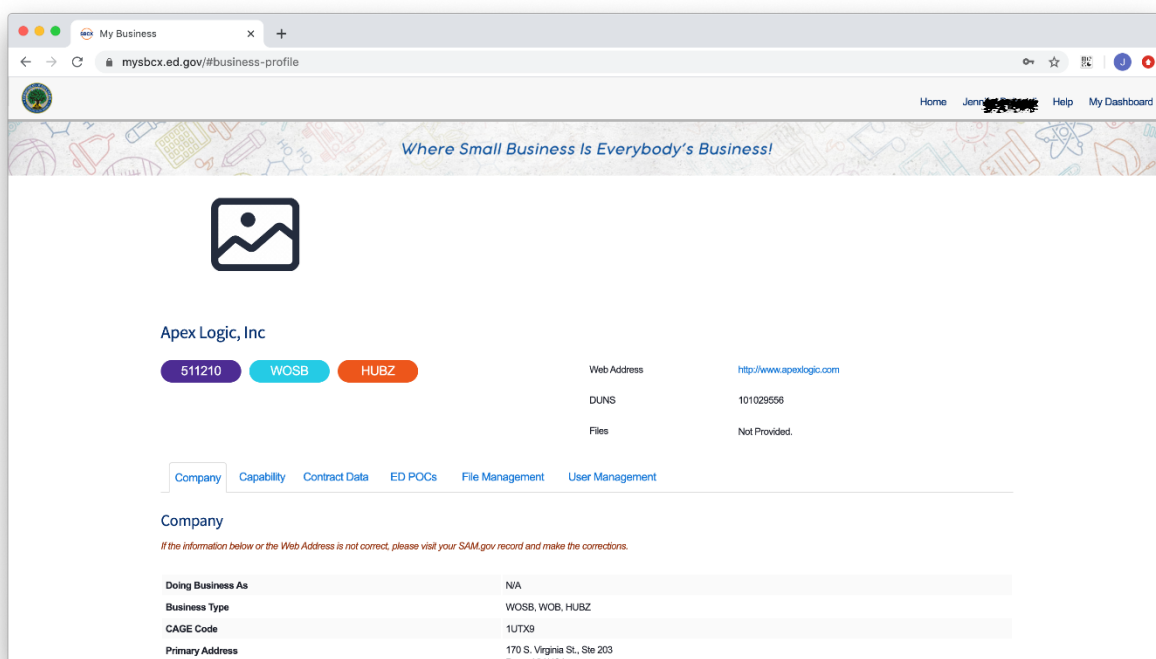 My Business
mysbcx.ed.gov/#business-profile
J
Home Help My Dashboard
Where Small Business Is Everybody's Business!
Apex Logic, Inc
511210 WOSB HUBZ
Web Address http://www.apexlogic.com
DUNS 101029556
Files Not Provided.
Company Capability Contract Data ED POCs File Management User Management
Company
If the information below or the Web Address is not correct, please visit your SAM.gov record and make the corrections.
Doing Business As N/A
Business Type WOSB, WOB, HUBZ
CAGE Code 1UTX9
Primary Address 170 S. Virginia St., Ste 203